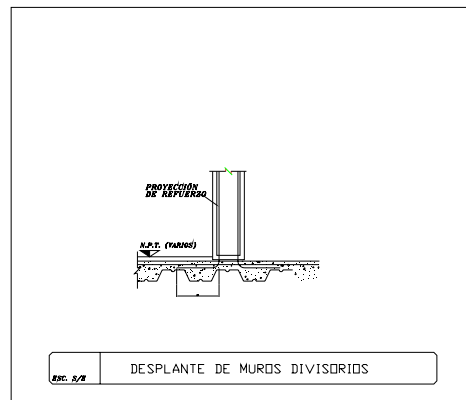 PROYECCIÓN
DE REFUERZO
N.P.T. (VARIOS)
DESPLANTE DE MUROS DIVISORIOS
ESC. S/E